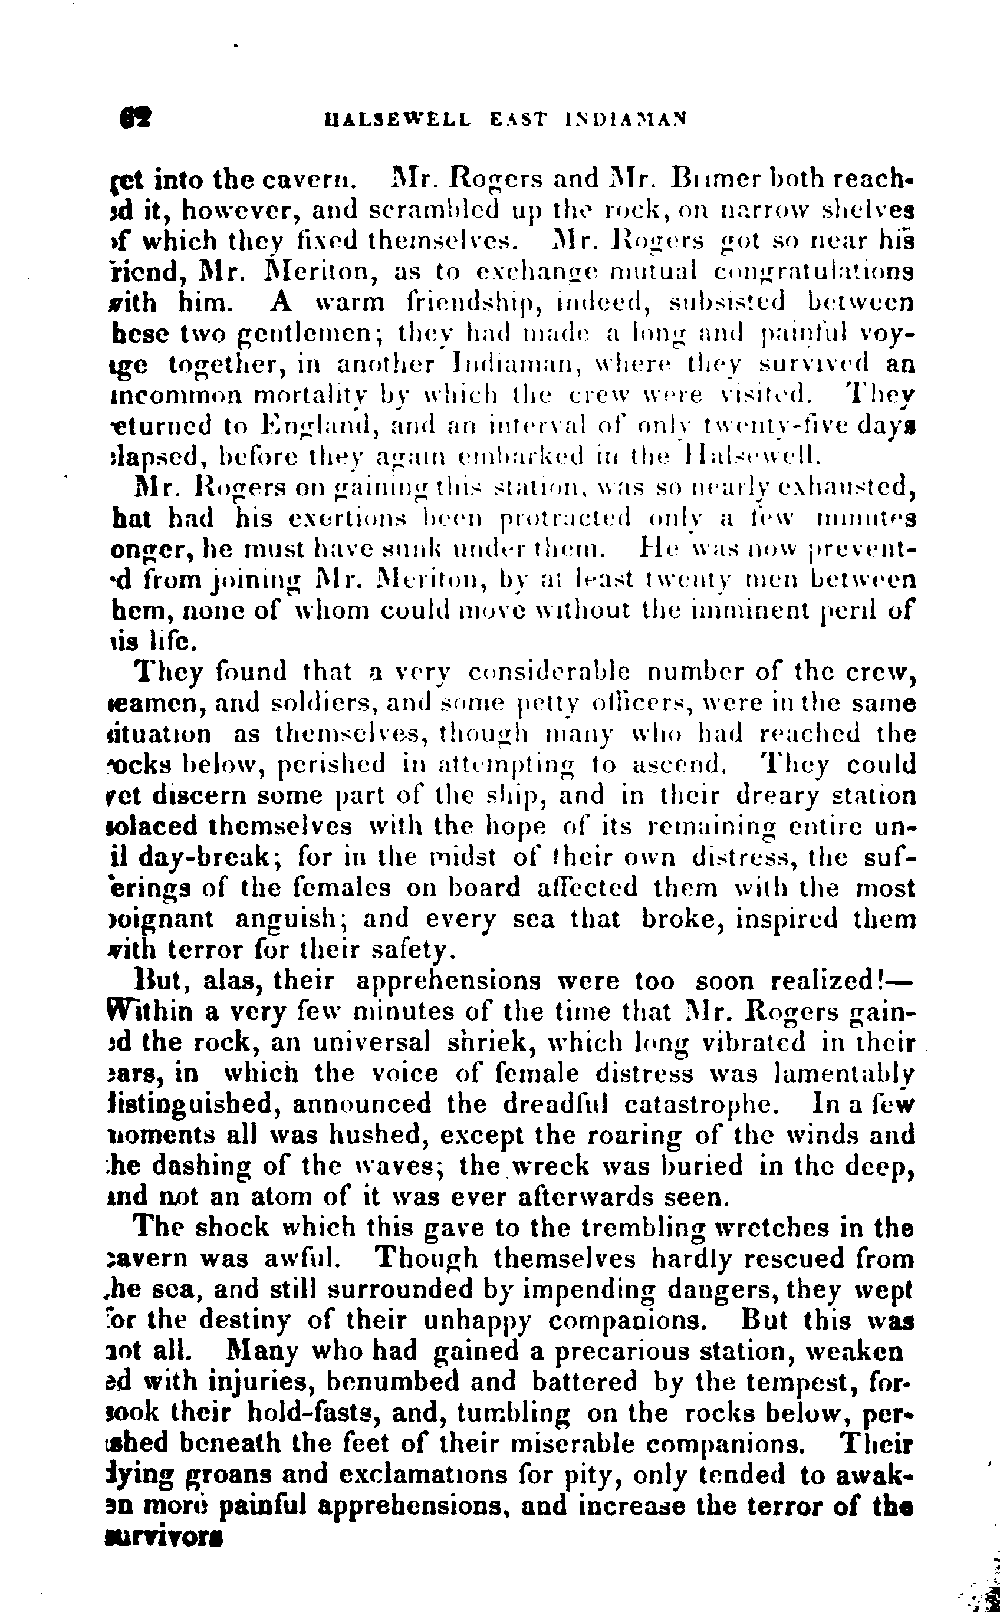 62 HALSEWELL EAST INDIAMAN
get into the cavern. Mr. Rogers and Mr. Brimer both reach-
ed it, however, and scrambled up the rock, on narrow shelves
of which they fixed themselves. Mr. Rogers got so near his
friend, Mr. Meriton, as to exchange mutual congratulations
with him. A warm friendship, indeed, subsisted between
these two gentlemen; they had made a long and painful voy-
age together, in another Indiaman, where they survived an
uncommon mortality by which the crew were visited. They
returned to England, and an interval of only twenty-five days
elapsed, before they again embarked in the Halsewell.
Mr. Rogers on gaining this station, was so nearly exhausted,
that had his exertions been protracted only a few minutes
longer, he must have sunk under them. He was now prevent-
ed from joining Mr. Meriton, by at least twenty men between
them, none of whom could move without the imminent peril of
his life.
They found that a very considerable number of the crew,
seamen, and soldiers, and some petty officers, were in the same
situation as themselves, though many who had reached the
rocks below, perished in attempting to ascend. They could
yet discern some part of the ship, and in their dreary station
solaced themselves with the hope of its remaining entire un-
til day-break; for in the midst of their own distress, the suf-
ferings of the females on board affected them with the most
poignant anguish; and every sea that broke, inspired them
with terror for their safety.
But, alas, their apprehensions were too soon realized!—
Within a very few minutes of the time that Mr. Rogers gain-
ed the rock, an universal shriek, which long vibrated in their
ears, in which the voice of female distress was lamentably
distinguished, announced the dreadful catastrophe. In a few
moments all was hushed, except the roaring of the winds and
the dashing of the waves; the wreck was buried in the deep,
and not an atom of it was ever afterwards seen.
The shock which this gave to the trembling wretches in the
cavern was awful. Though themselves hardly rescued from
the sea, and still surrounded by impending dangers, they wept
for the destiny of their unhappy companions. But this was
not all. Many who had gained a precarious station, weaken
ed with injuries, benumbed and battered by the tempest, for-
sook their hold-fasts, and, tumbling on the rocks below, per-
ished beneath the feet of their miserable companions. Their
dying groans and exclamations for pity, only tended to awak-
en more painful apprehensions, and increase the terror of the
survivors